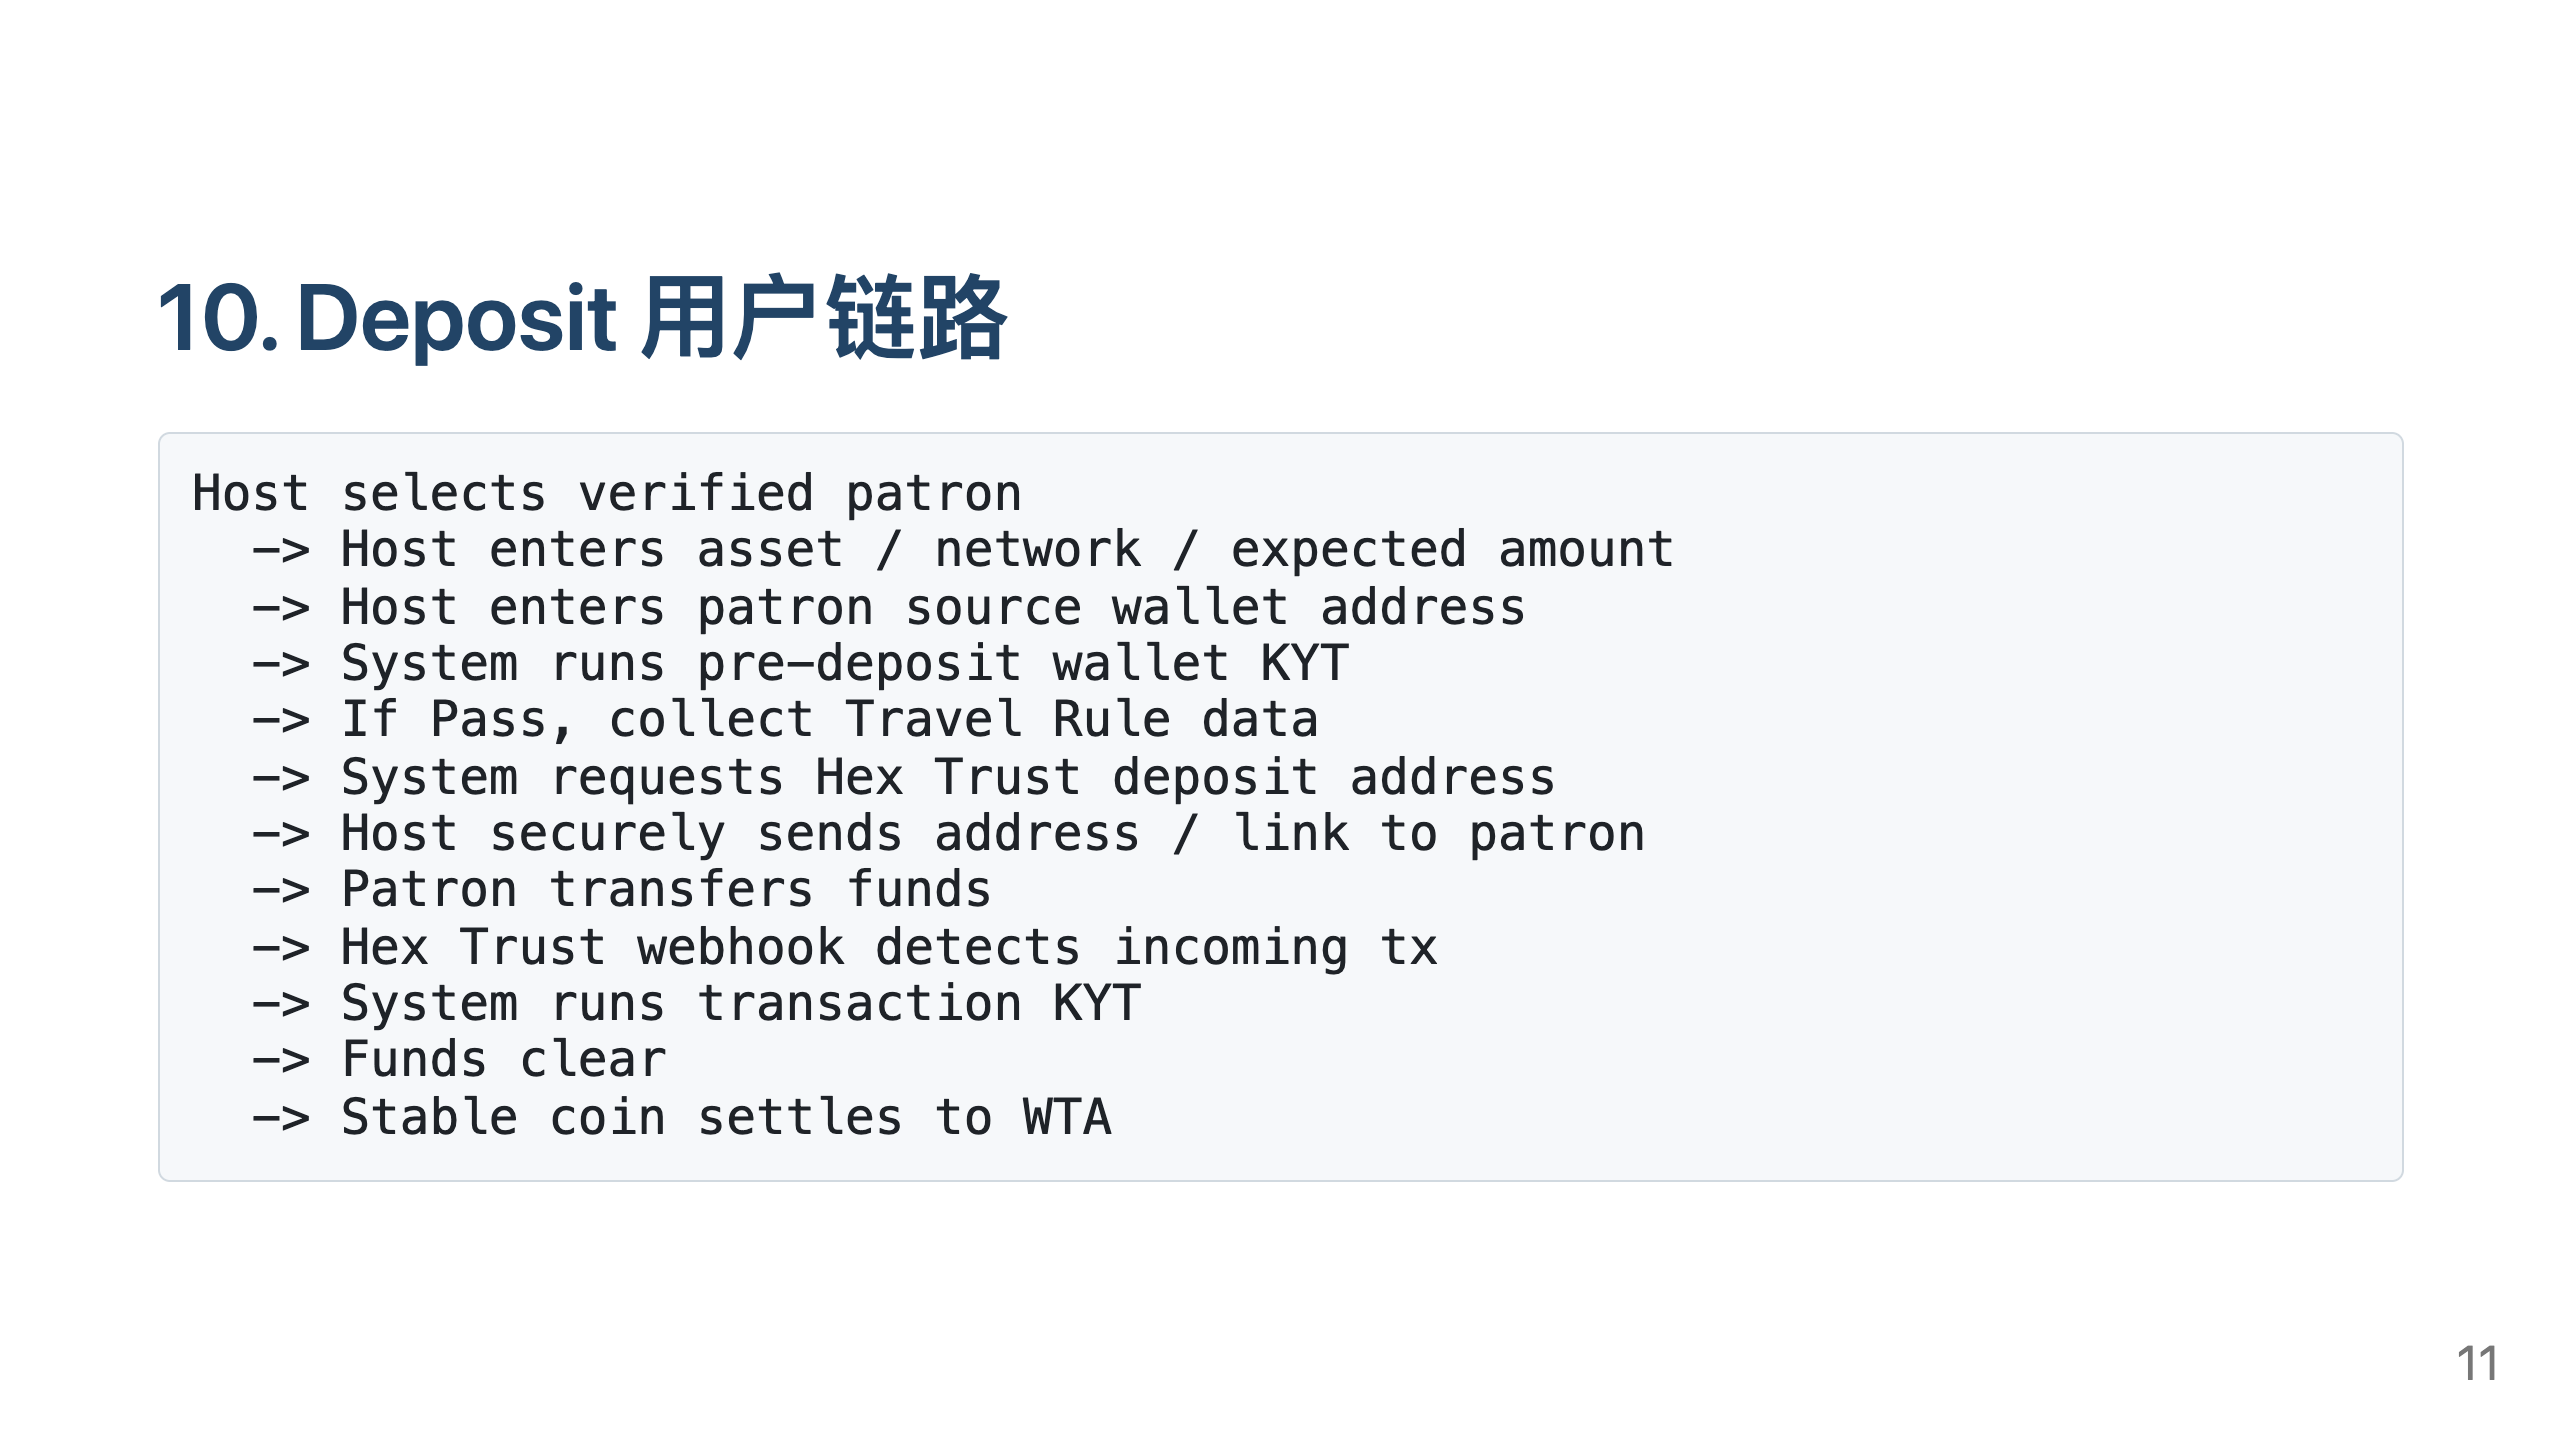 10. Deposit 用户链路
Host selects verified patron
  -> Host enters asset / network / expected amount
  -> Host enters patron source wallet address
  -> System runs pre-deposit wallet KYT
  -> If Pass, collect Travel Rule data
  -> System requests Hex Trust deposit address
  -> Host securely sends address / link to patron
  -> Patron transfers funds
  -> Hex Trust webhook detects incoming tx
  -> System runs transaction KYT
  -> Funds clear
  -> Stable coin settles to WTA
11